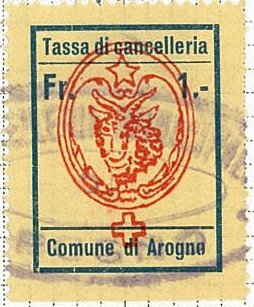 Tassa di cancelleria
Fr. 1.-
Comune di Arogno